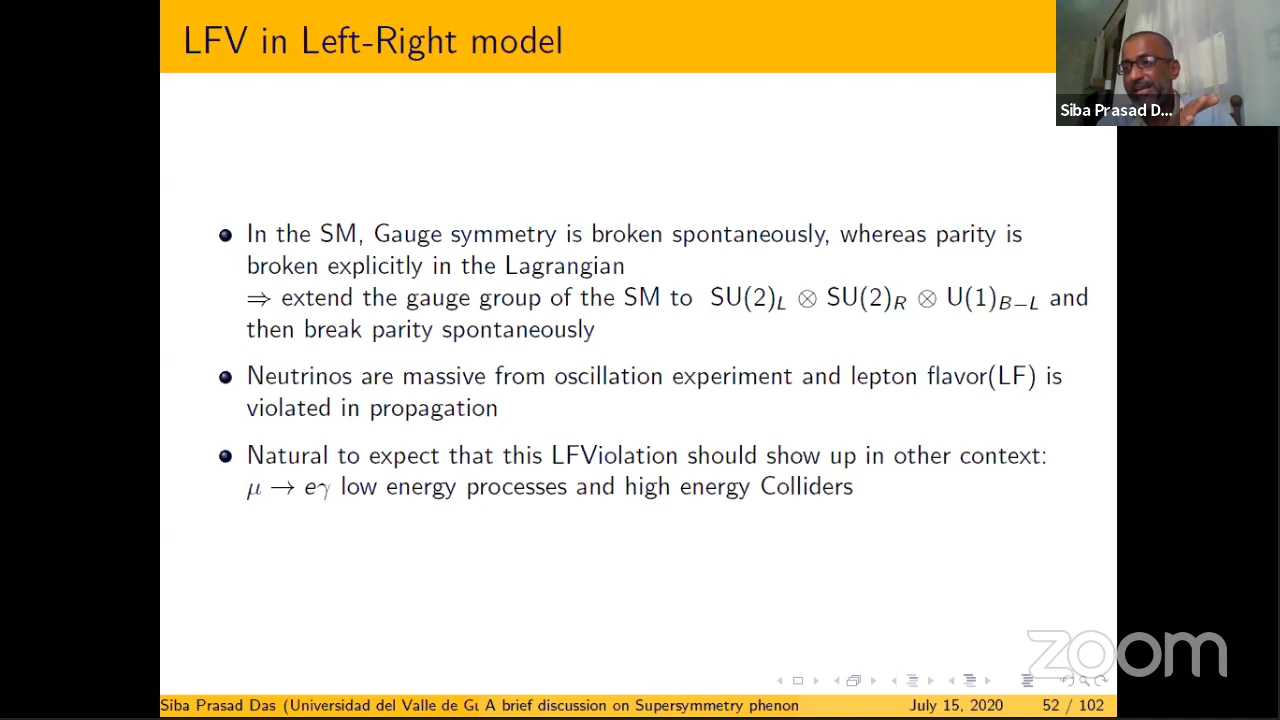 LFV in Left-Right model
Siba Prasad D...
In the SM, Gauge symmetry is broken spontaneously, whereas parity is
broken explicitly in the Lagrangian
⇒ extend the gauge group of the SM to SU(2)_L ⊗ SU(2)_R ⊗ U(1)_{B−L} and
then break parity spontaneously
Neutrinos are massive from oscillation experiment and lepton flavor(LF) is
violated in propagation
Natural to expect that this LFViolation should show up in other context:
μ → eγ low energy processes and high energy Colliders
zoom
Siba Prasad Das (Universidad del Valle de Gu A brief discussion on Supersymmetry phenon July 15, 2020 52 / 102